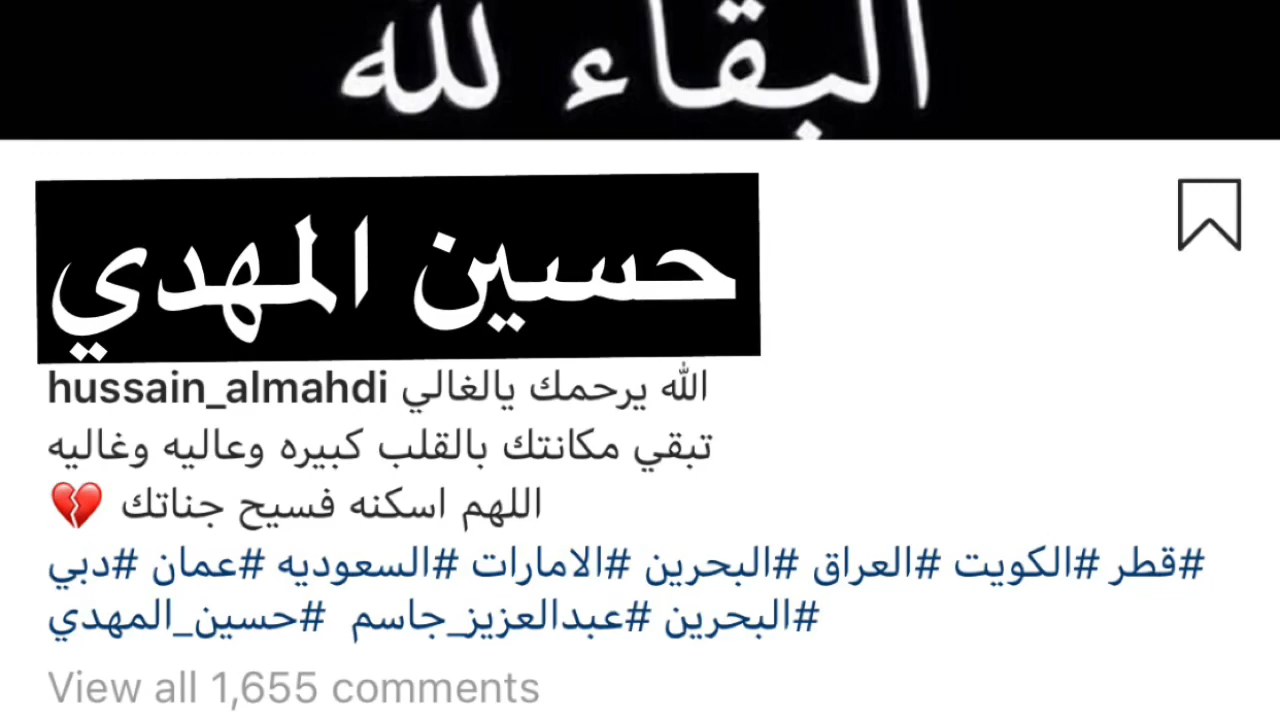 البقاء لله
حسين المهدي
hussain_almahdi الله يرحمك يالغالي
تبقي مكانتك بالقلب كبيره وعاليه وغاليه
اللهم اسكنه فسيح جناتك 💔
#قطر #الكويت #العراق #البحرين #الامارات #السعوديه #عمان #دبي
#البحرين #عبدالعزيز_جاسم #حسين_المهدي
View all 1,655 comments